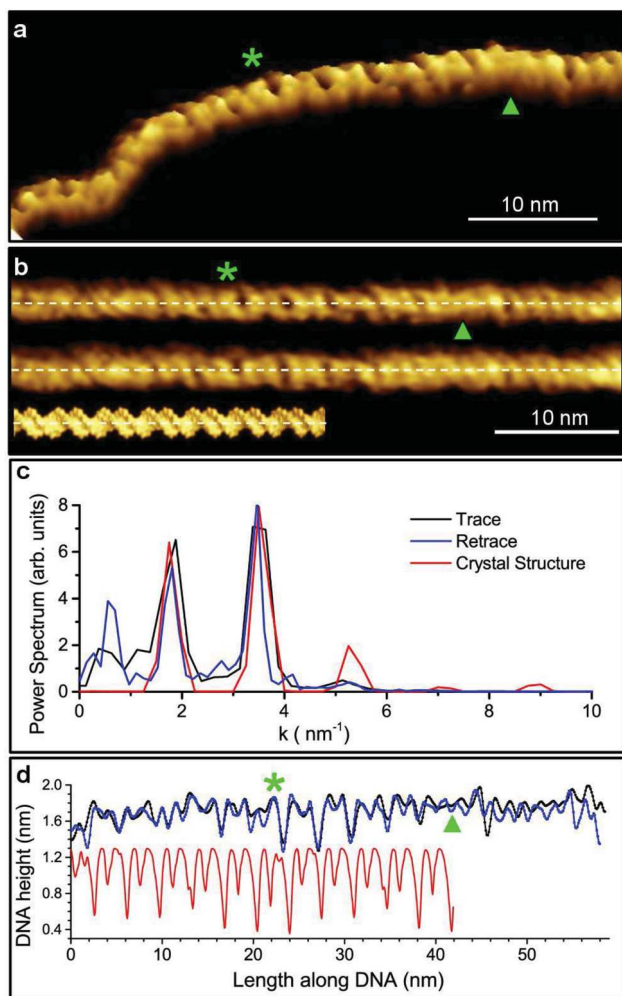 a
*
10 nm
b
*
10 nm
c
Power Spectrum (arb. units)
8
6
4
2
0
Trace
Retrace
Crystal Structure
0 2 4 6 8 10
k ( nm⁻¹)
d
*
DNA height (nm)
2.0
1.6
1.2
0.8
0.4
0 10 20 30 40 50
Length along DNA (nm)